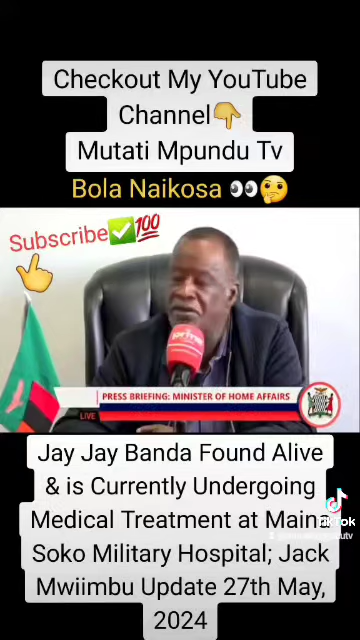 Checkout My YouTube
Channel👇
Mutati Mpundu Tv
Bola Naikosa 👀🤔
Subscribe✅💯
👆
PRESS BRIEFING: MINISTER OF HOME AFFAIRS
LIVE
Jay Jay Banda Found Alive
& is Currently Undergoing
Medical Treatment at Maina
Soko Military Hospital; Jack
Mwiimbu Update 27th May,
2024
TikTok